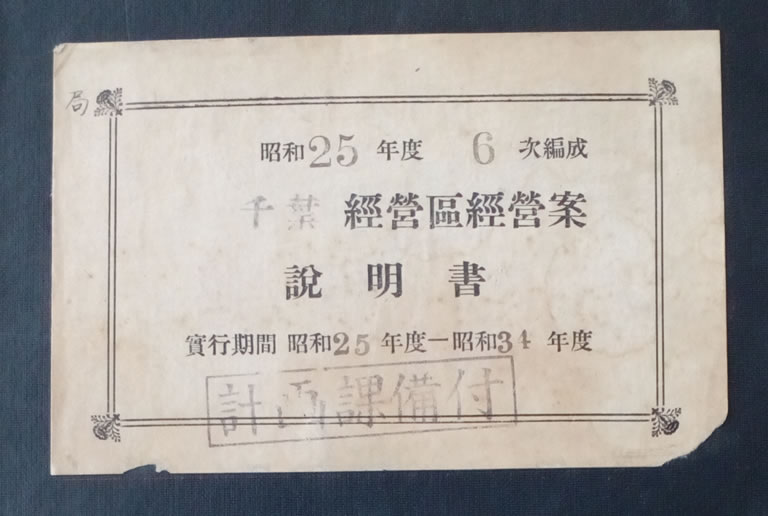 局
昭和25年度 6次編成
千葉 經營區經營案
說明書
實行期間 昭和25年度—昭和34年度
計画課備付